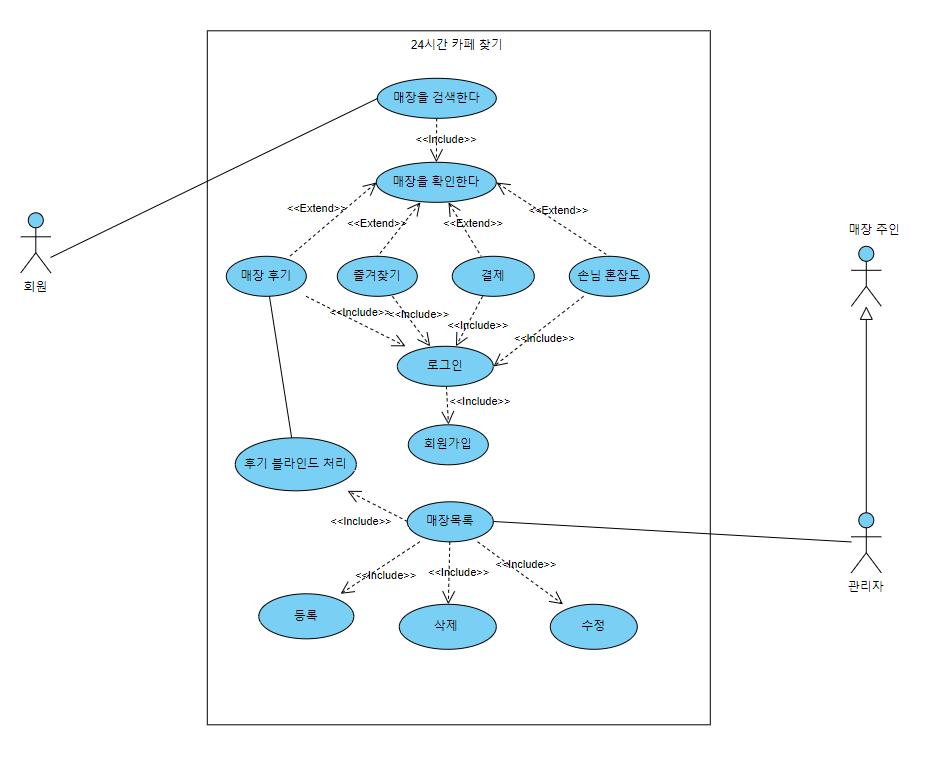 24시간 카페 찾기
매장을 검색한다
<<Include>>
매장을 확인한다
<<Extend>>
<<Extend>>
<<Extend>>
<<Extend>>
매장 후기
즐겨찾기
결제
손님 혼잡도
회원
매장 주인
<<Include>>
<<Include>>
<<Include>>
<<Include>>
로그인
<<Include>>
회원가입
후기 블라인드 처리
<<Include>>
매장목록
관리자
<<Include>>
<<Include>>
<<Include>>
등록
삭제
수정